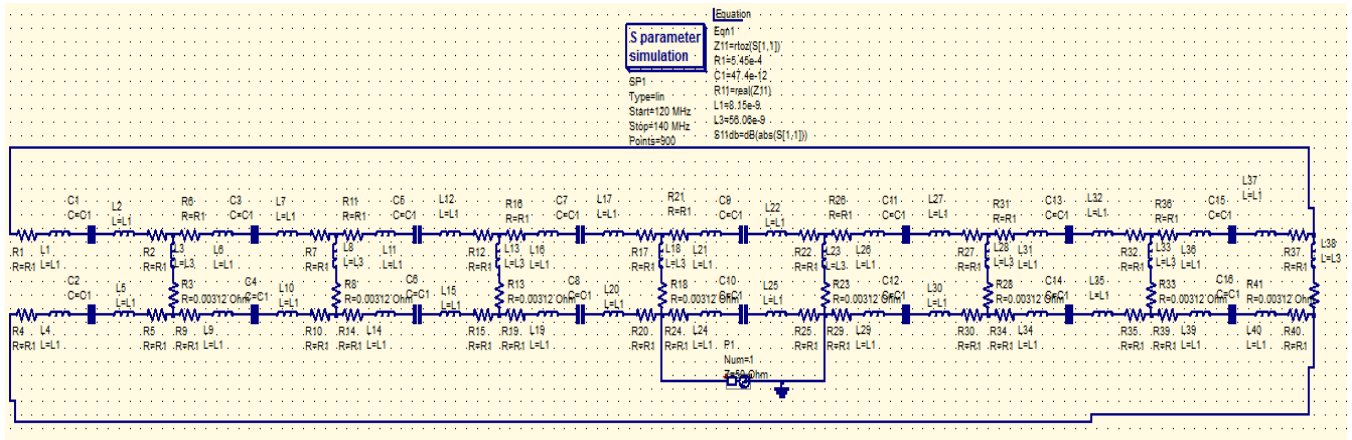 Equation
Eqn1
Z11=rtoz(S[1,1])
R1=5.45e-4
C1=47.4e-12
R11=real(Z11)
L1=8.15e-9
L3=56.06e-9
S11db=dB(abs(S[1,1]))
S parameter
simulation
SP1
Type=lin
Start=120 MHz
Stop=140 MHz
Points=900
C1
C=C1
L2
L=L1
R6
R=R1
C3
C=C1
L7
L=L1
R11
R=R1
C5
C=C1
L12
L=L1
R16
R=R1
C7
C=C1
L17
L=L1
R21
R=R1
C9
C=C1
L22
L=L1
R26
R=R1
C11
C=C1
L27
L=L1
R31
R=R1
C13
C=C1
L32
L=L1
R36
R=R1
C15
C=C1
L37
L=L1
R1
R=R1
L1
L=L1
R2
R=R1
L3
L=L3
L6
L=L1
R7
R=R1
L8
L=L3
L11
L=L1
R12
R=R1
L13
L=L3
L16
L=L1
R17
R=R1
L18
L=L3
L21
L=L1
R22
R=R1
L23
L=L3
L26
L=L1
R27
R=R1
L28
L=L3
L31
L=L1
R32
R=R1
L33
L=L3
L36
L=L1
R37
R=R1
L38
L=L3
C2
C=C1
L5
L=L1
R3
R=0.00312 Ohm
C4
C=C1
L10
L=L1
R8
R=0.00312 Ohm
C6
C=C1
L15
L=L1
R13
R=0.00312 Ohm
C8
C=C1
L20
L=L1
R18
R=0.00312 Ohm
C10
C=C1
L25
L=L1
R23
R=0.00312 Ohm
C12
C=C1
L30
L=L1
R28
R=0.00312 Ohm
C14
C=C1
L35
L=L1
R33
R=0.00312 Ohm
C16
C=C1
R41
R=0.00312 Ohm
R4
R=R1
L4
L=L1
R5
R=R1
R9
R=R1
L9
L=L1
R10
R=R1
R14
R=R1
L14
L=L1
R15
R=R1
R19
R=R1
L19
L=L1
R20
R=R1
R24
R=R1
L24
L=L1
R25
R=R1
R29
R=R1
L29
L=L1
R30
R=R1
R34
R=R1
L34
L=L1
R35
R=R1
R39
R=R1
L39
L=L1
L40
L=L1
R40
R=R1
P1
Num=1
Z=50 Ohm